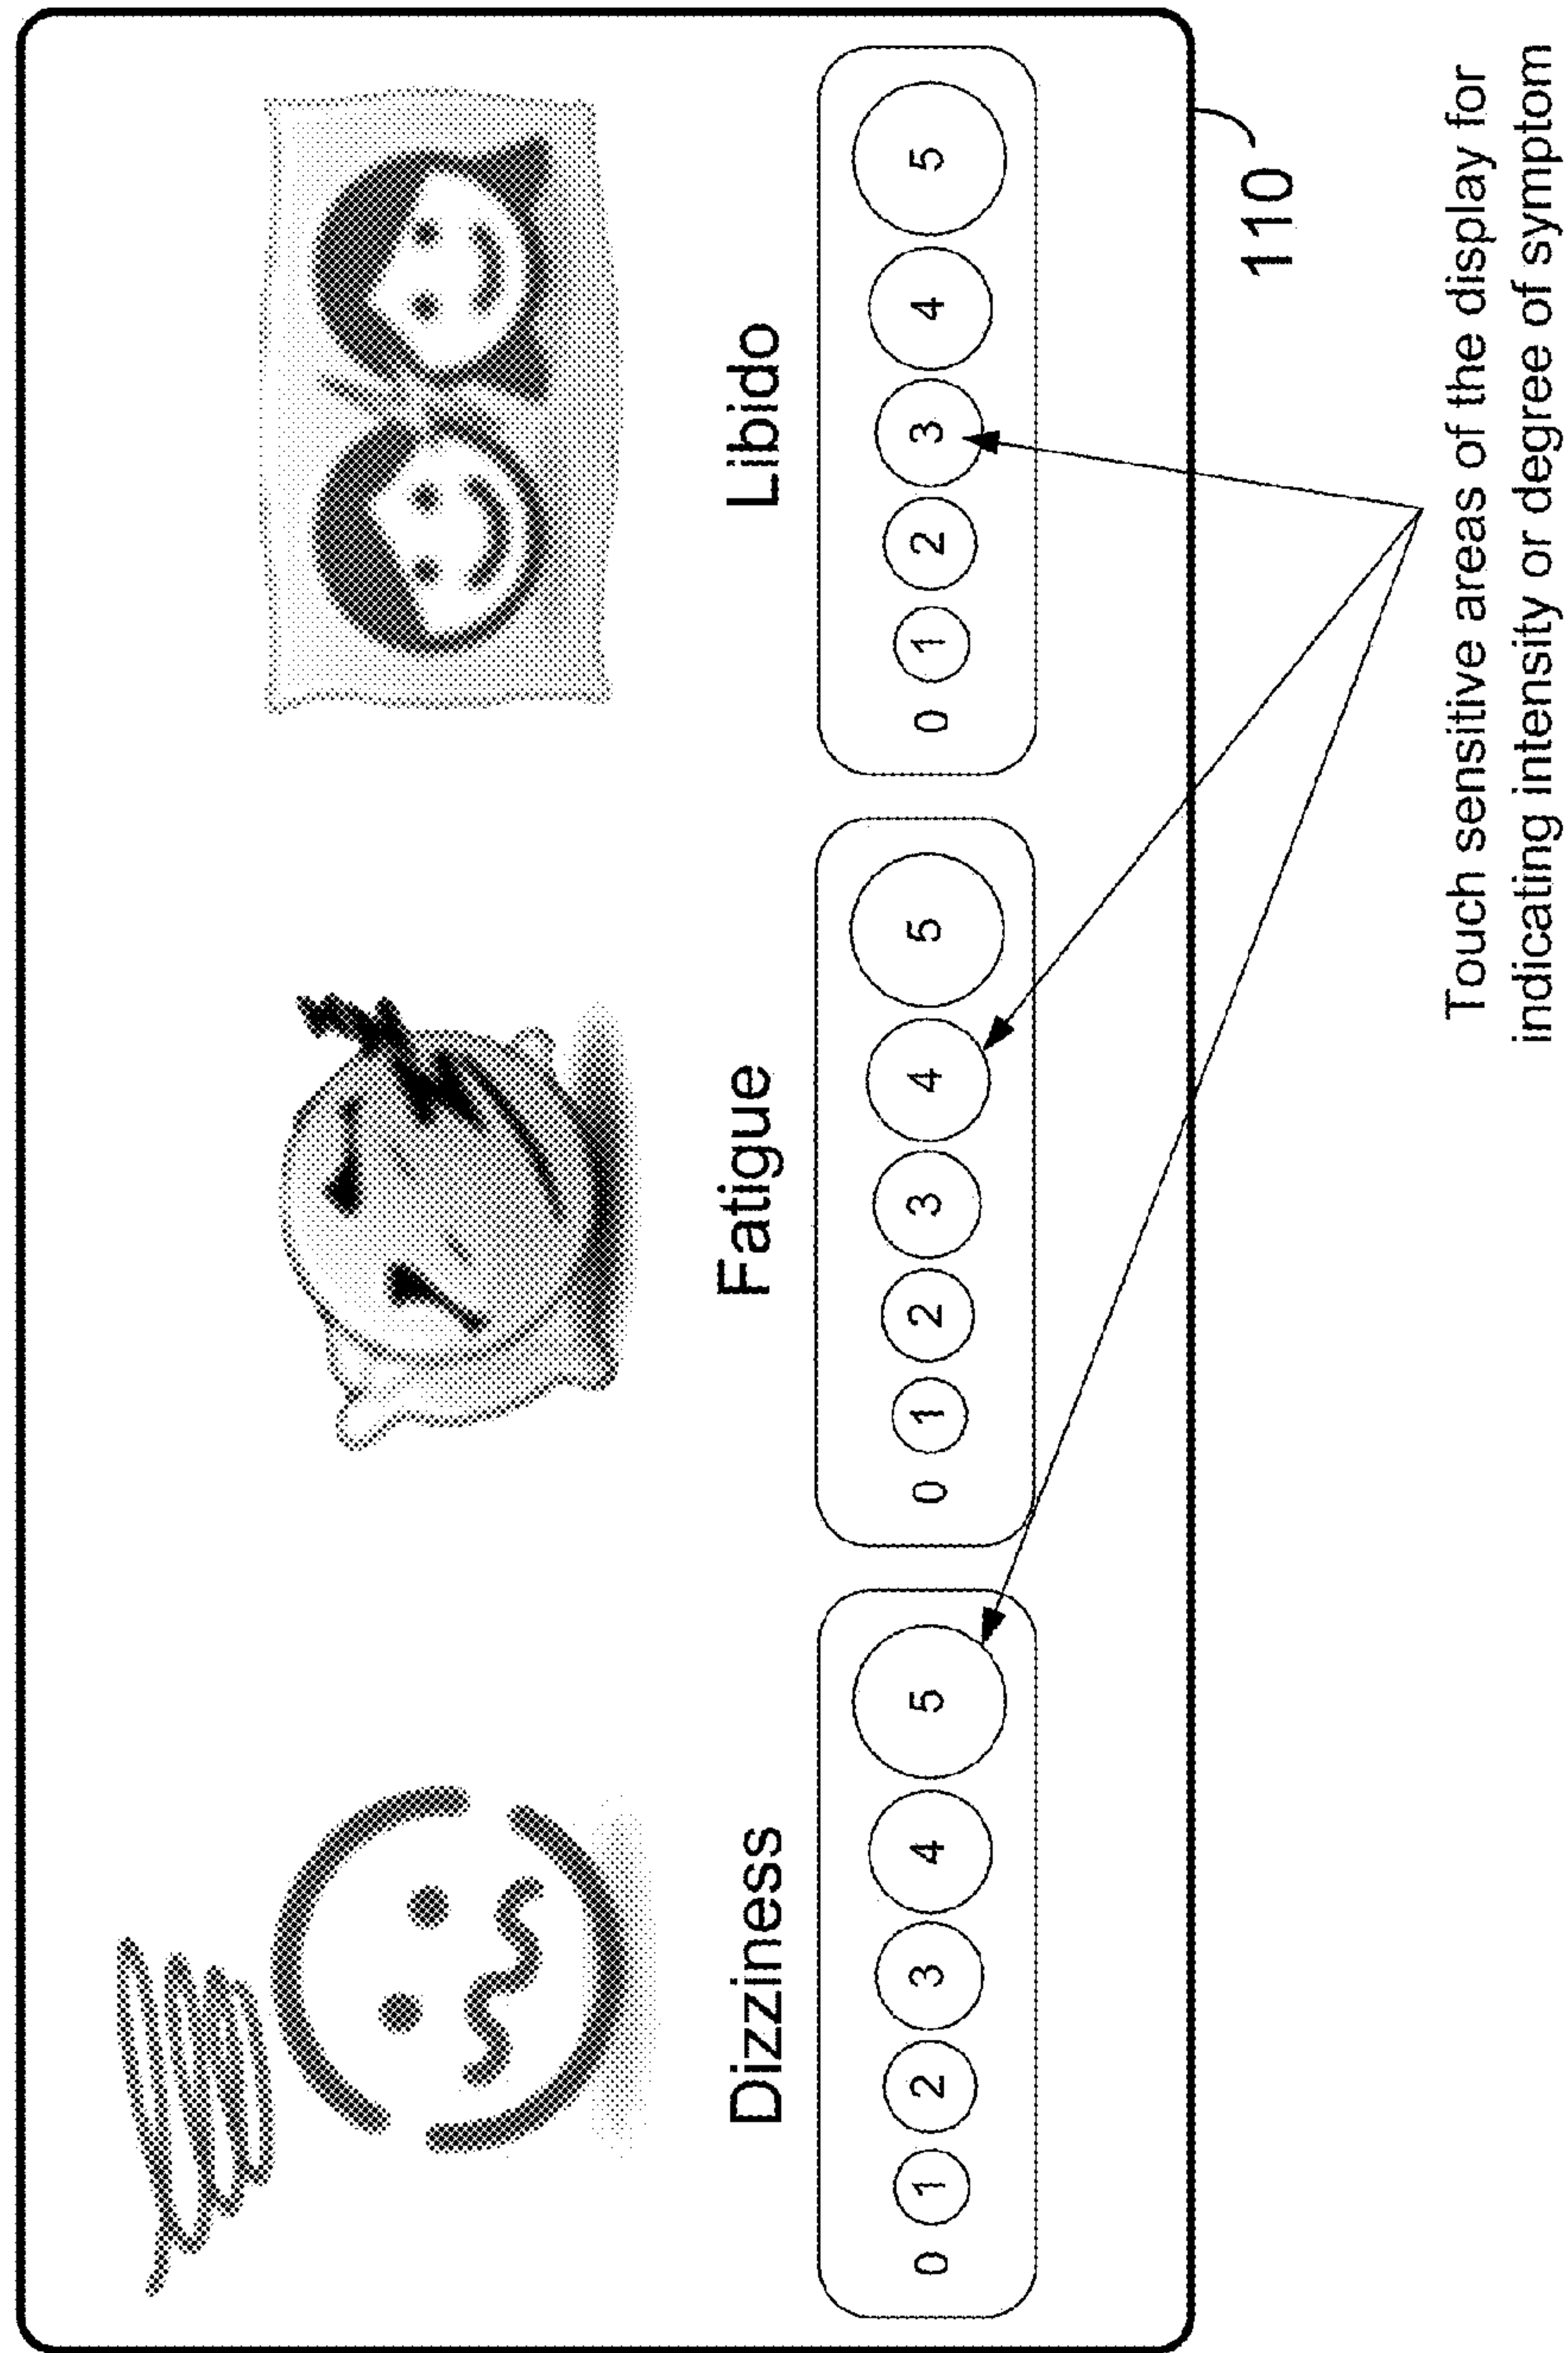 Dizziness
0 1 2 3 4 5
Fatigue
0 1 2 3 4 5
Libido
0 1 2 3 4 5
110
Touch sensitive areas of the display for
indicating intensity or degree of symptom